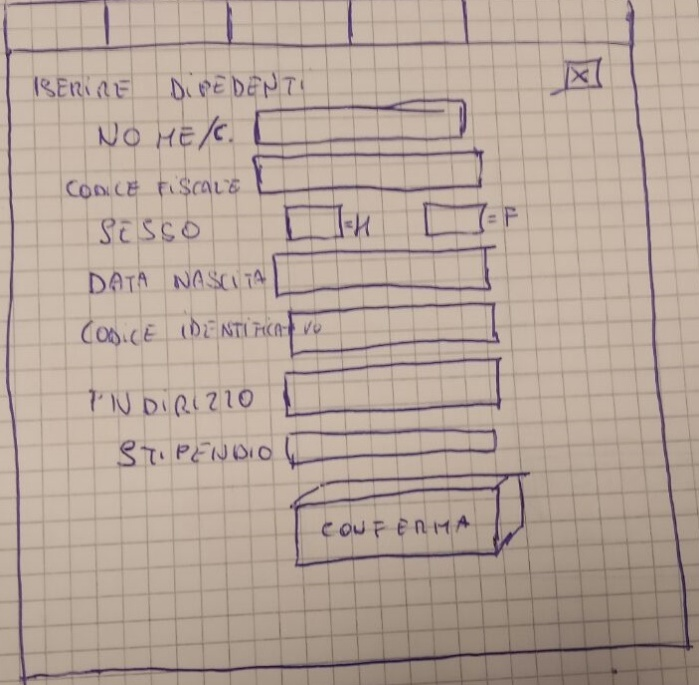 ISERIRE DIPEDENTI
X
NOME/C.
CODICE FISCALE
SESSO =M =F
DATA NASCITA
CODICE IDENTIFICATIVO
INDIRIZZO
STIPENDIO
CONFERMA